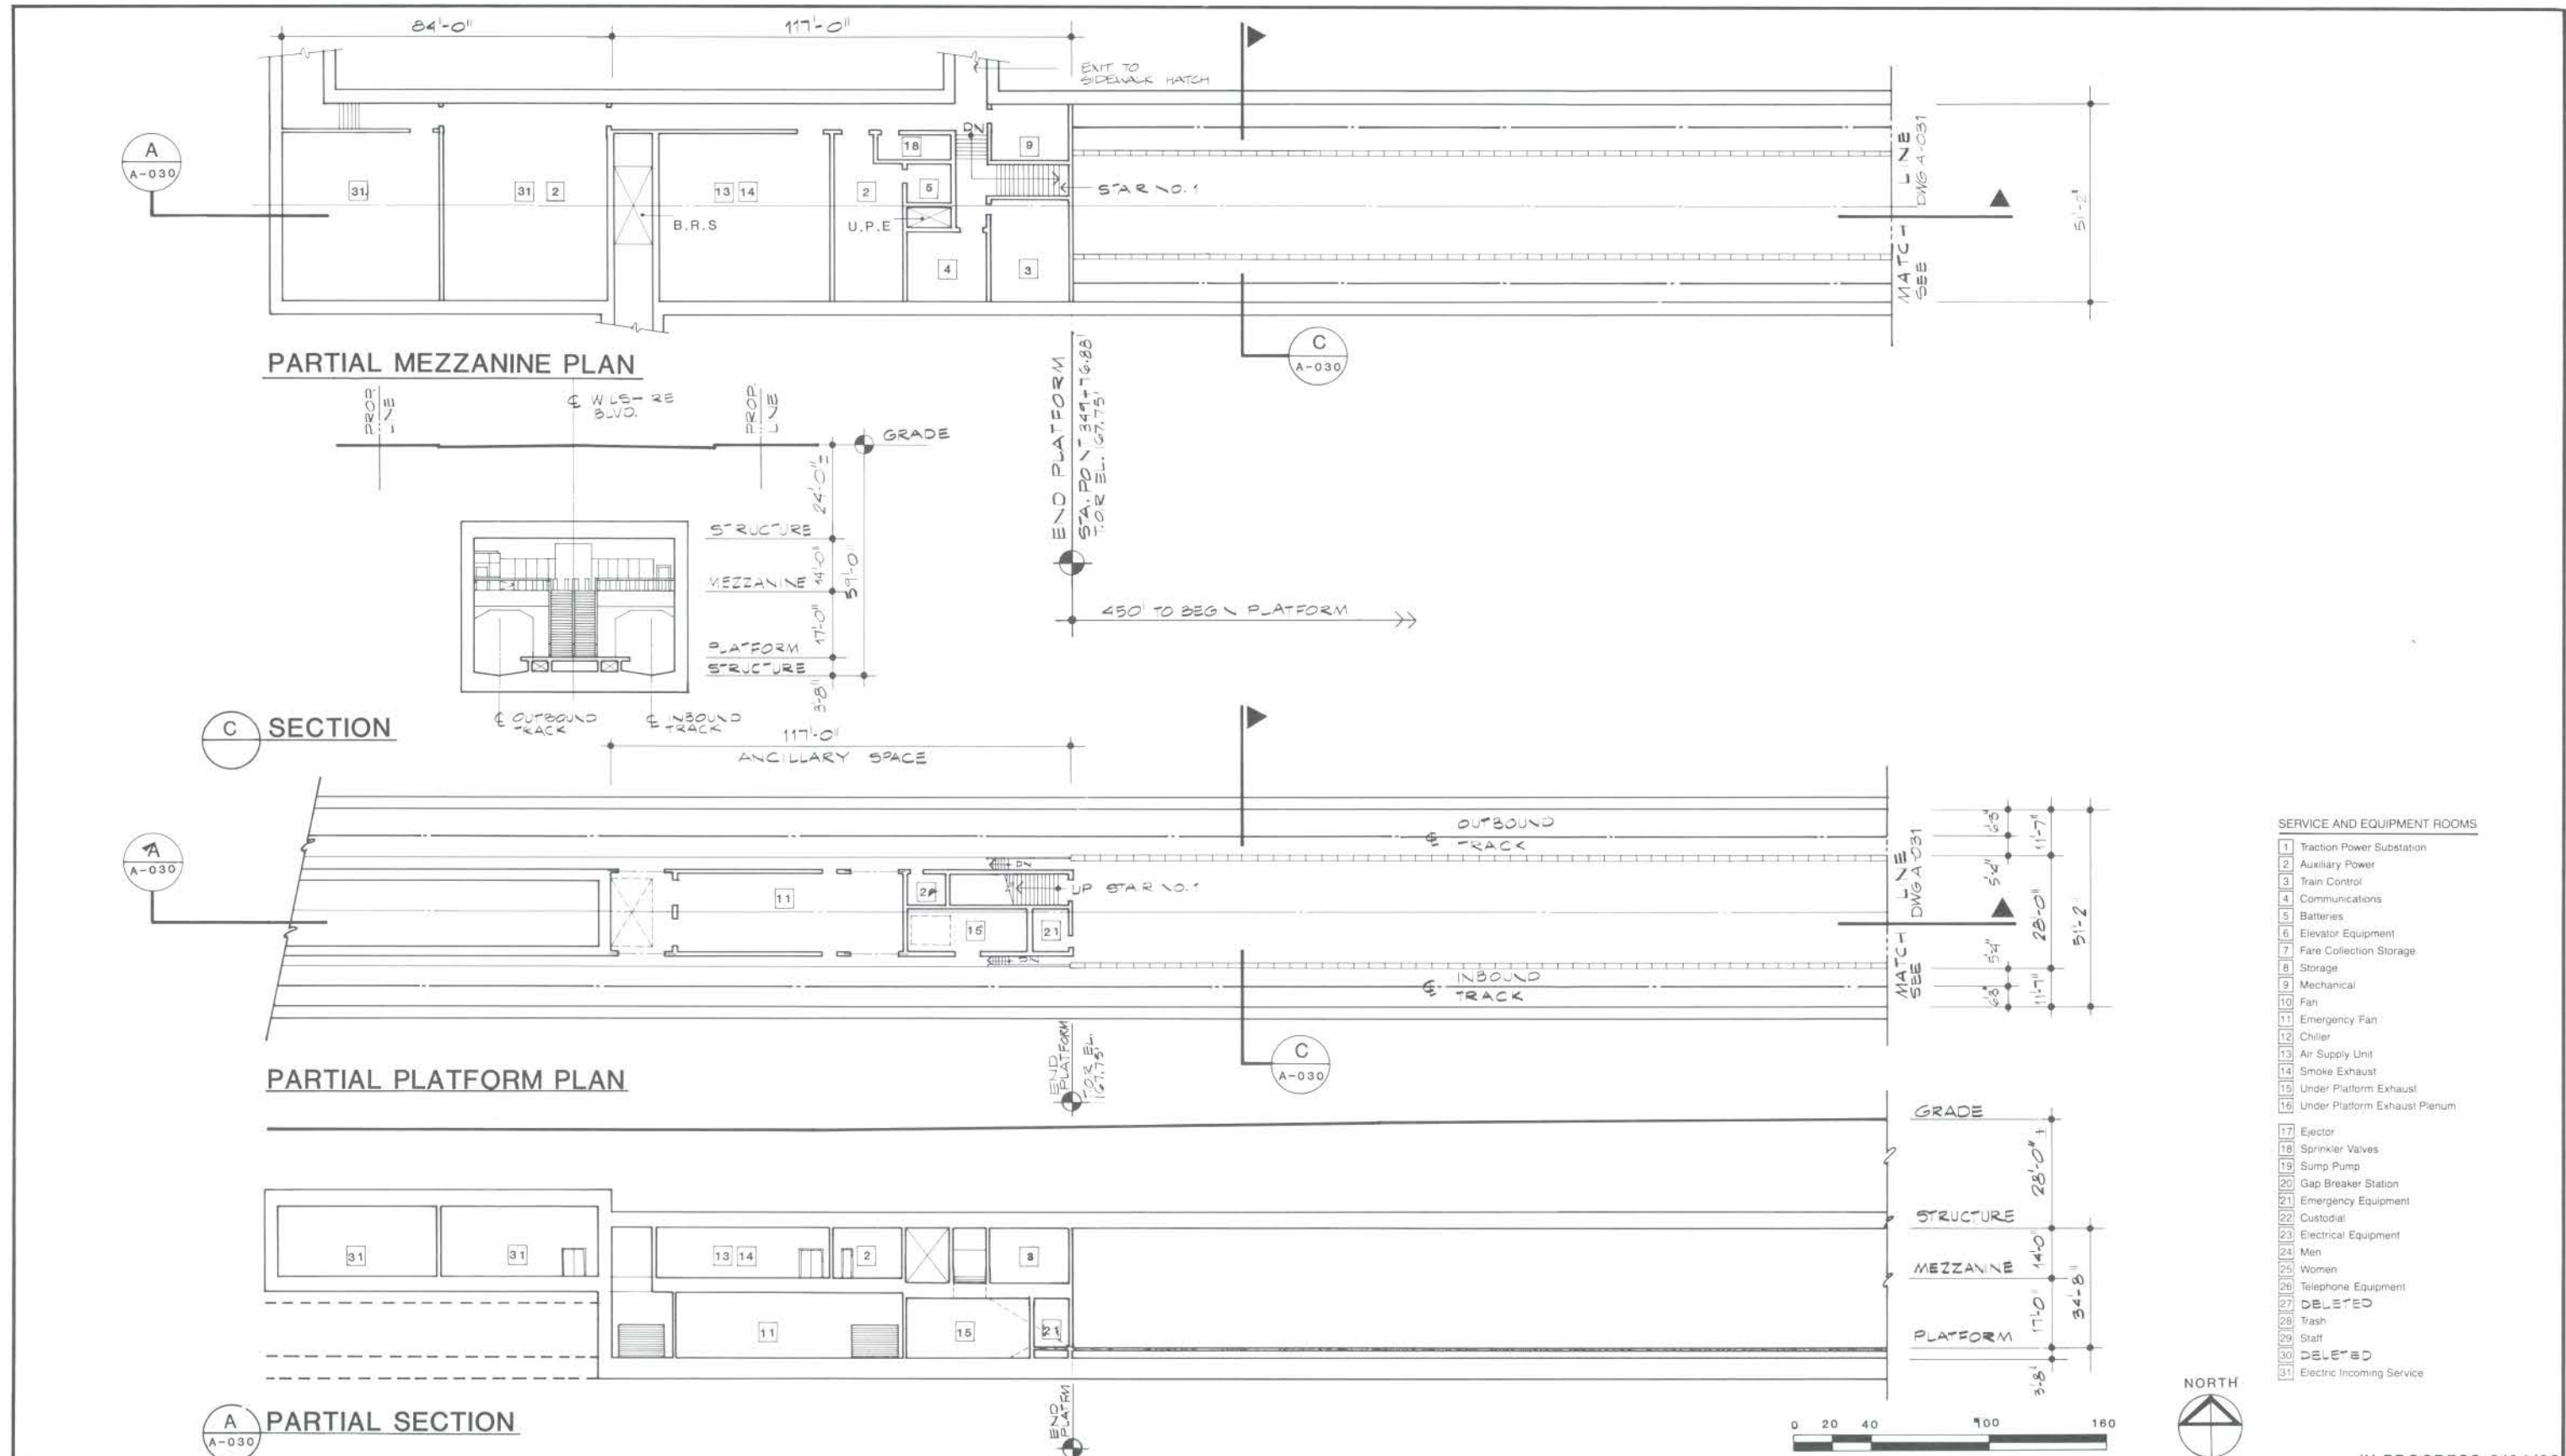 84'-0"
117'-0"
EXIT TO
SIDEWALK HATCH
A
A-030
31
31 2
13 14
2
18
5
DN
9
STAIR NO. 1
B.R.S
U.P.E
4
3
MATCH LINE
SEE DWG A-031
51'-2"
C
A-030
PARTIAL MEZZANINE PLAN
PROP.
LINE
℄ WILSHIRE
BLVD.
PROP.
LINE
GRADE
24'-0"±
STRUCTURE
14'-0"
MEZZANINE
59'-0"
17'-0"
PLATFORM
STRUCTURE
3'-8"
℄ OUTBOUND
TRACK
℄ INBOUND
TRACK
C SECTION
END PLATFORM
STA. POINT 349+76.88'
T.O.R EL. 167.75'
450' TO BEGIN PLATFORM
117'-0"
ANCILLARY SPACE
A
A-030
OUTBOUND
℄ TRACK
DN
11
UP STAIR NO. 1
15
21
DN
INBOUND
℄ TRACK
MATCH LINE
SEE DWG A-031
6'3"
11'-7"
5'4"
28'-0"
51'-2"
5'4"
6'8"
11'-7"
C
A-030
PARTIAL PLATFORM PLAN
END
PLATFORM
T.O.R EL.
167.75'
GRADE
28'-0" ±
STRUCTURE
14'-0"
MEZZANINE
34'-8"
17'-0"
PLATFORM
3'-8"
31
31
13 14
2
3
11
15
21
A
A-030
PARTIAL SECTION
END
PLATFM
0 20 40 100 160
NORTH
SERVICE AND EQUIPMENT ROOMS
1 Traction Power Substation
2 Auxiliary Power
3 Train Control
4 Communications
5 Batteries
6 Elevator Equipment
7 Fare Collection Storage
8 Storage
9 Mechanical
10 Fan
11 Emergency Fan
12 Chiller
13 Air Supply Unit
14 Smoke Exhaust
15 Under Platform Exhaust
16 Under Platform Exhaust Plenum
17 Ejector
18 Sprinkler Valves
19 Sump Pump
20 Gap Breaker Station
21 Emergency Equipment
22 Custodial
23 Electrical Equipment
24 Men
25 Women
26 Telephone Equipment
27 DELETED
28 Trash
29 Staff
30 DELETED
31 Electric Incoming Service